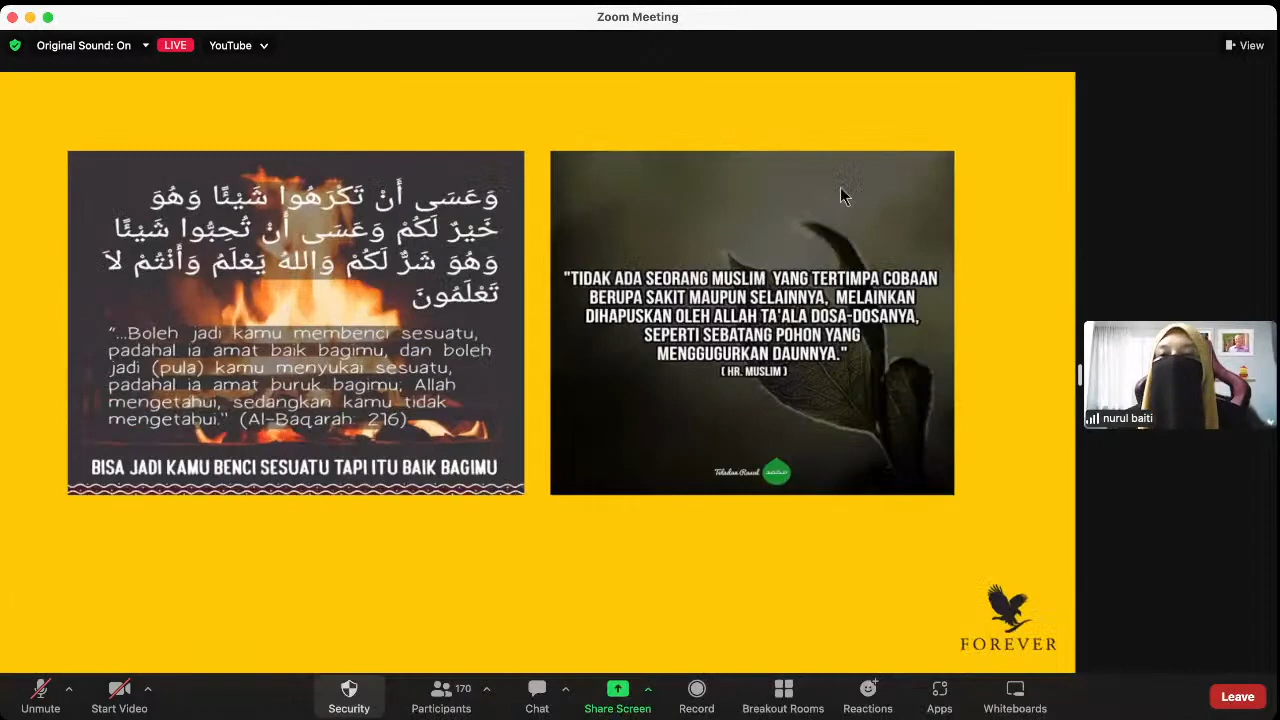 Zoom Meeting
Original Sound: On
LIVE
YouTube
View
وَعَسَى أَنْ تَكْرَهُوا شَيْئًا وَهُوَ
خَيْرٌ لَكُمْ وَعَسَى أَنْ تُحِبُّوا شَيْئًا
وَهُوَ شَرٌّ لَكُمْ وَاللهُ يَعْلَمُ وَأَنْتُمْ لاَ
تَعْلَمُونَ
“...Boleh jadi kamu membenci sesuatu,
padahal ia amat baik bagimu, dan boleh
jadi (pula) kamu menyukai sesuatu,
padahal ia amat buruk bagimu; Allah
mengetahui, sedangkan kamu tidak
mengetahui." (Al-Baqarah: 216)
BISA JADI KAMU BENCI SESUATU TAPI ITU BAIK BAGIMU
"TIDAK ADA SEORANG MUSLIM YANG TERTIMPA COBAAN
BERUPA SAKIT MAUPUN SELAINNYA, MELAINKAN
DIHAPUSKAN OLEH ALLAH TA'ALA DOSA-DOSANYA,
SEPERTI SEBATANG POHON YANG
MENGGUGURKAN DAUNNYA."
( HR. MUSLIM )
Teladan Rasul
FOREVER
nurul baiti
Unmute
Start Video
Security
170
Participants
Chat
Share Screen
Record
Breakout Rooms
Reactions
Apps
Whiteboards
Leave